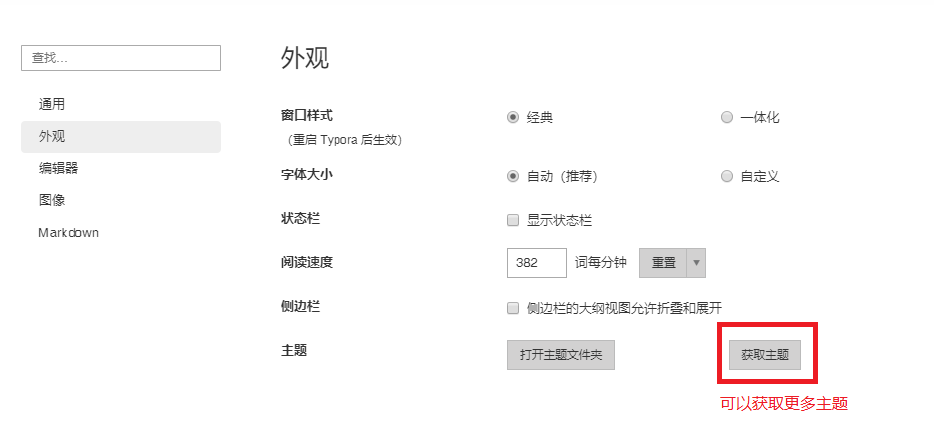 外观
查找...
通用
外观
编辑器
图像
Markdown
窗口样式
（重启 Typora 后生效）
经典
一体化
字体大小
自动（推荐）
自定义
状态栏
显示状态栏
阅读速度
382 词每分钟 重置
侧边栏
侧边栏的大纲视图允许折叠和展开
主题
打开主题文件夹
获取主题
可以获取更多主题